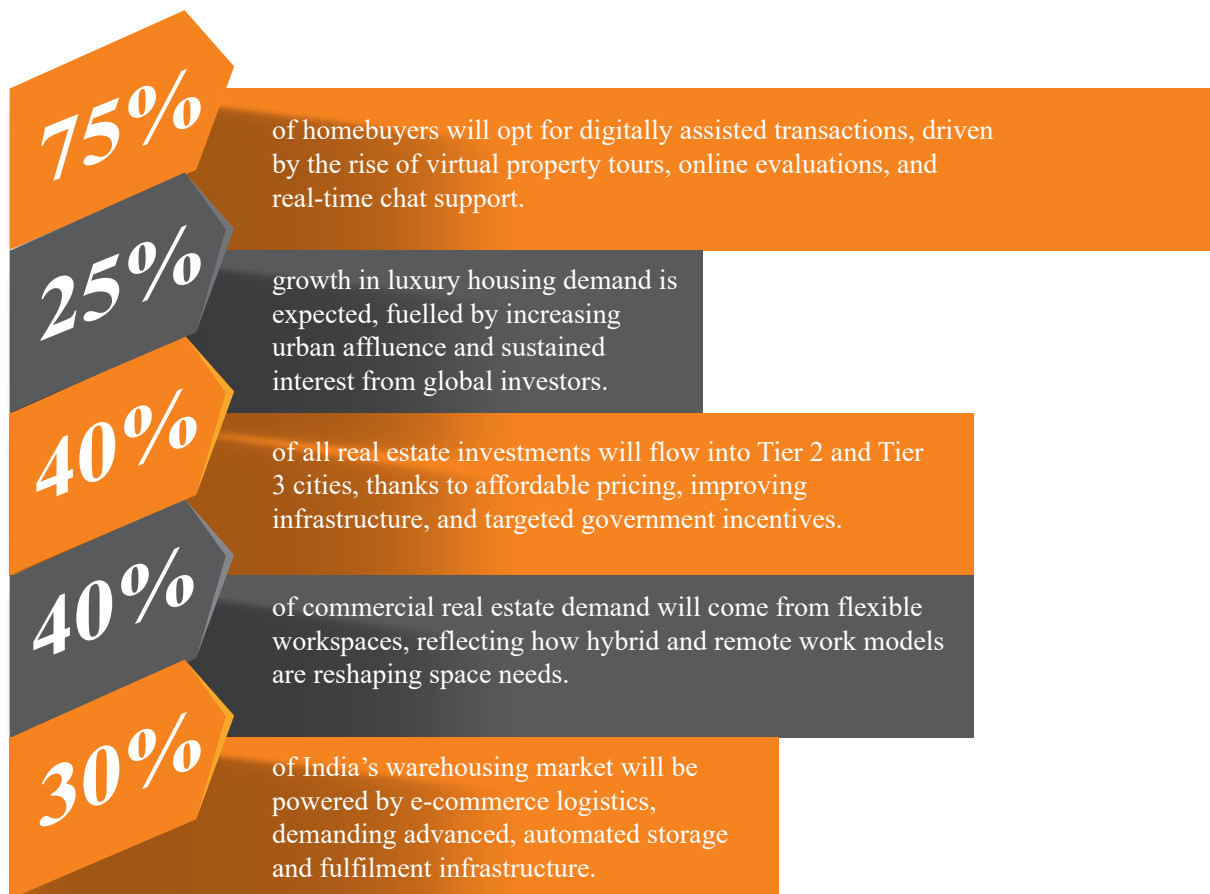 75%
of homebuyers will opt for digitally assisted transactions, driven
by the rise of virtual property tours, online evaluations, and
real-time chat support.
25%
growth in luxury housing demand is
expected, fuelled by increasing
urban affluence and sustained
interest from global investors.
40%
of all real estate investments will flow into Tier 2 and Tier
3 cities, thanks to affordable pricing, improving
infrastructure, and targeted government incentives.
40%
of commercial real estate demand will come from flexible
workspaces, reflecting how hybrid and remote work models
are reshaping space needs.
30%
of India’s warehousing market will be
powered by e-commerce logistics,
demanding advanced, automated storage
and fulfilment infrastructure.